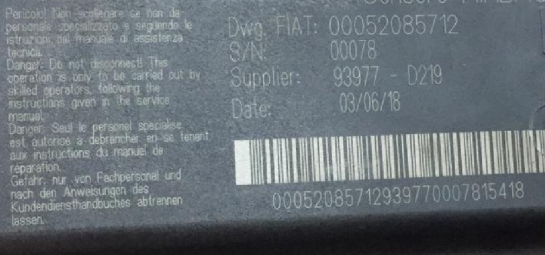 Pericolo! Non scollegare se non da
personale specializzato e seguendo le
istruzioni del manuale di assistenza
tecnica.
Danger: Do not disconnect! This
operation is only to be carried out by
skilled operators, following the
instructions given in the service
manual.
Danger: Seul le personel specialise
est autorise a debrancher en se tenant
aux instructions du manuel de
reparation.
Gefahr: nur von Fachpersonal und
nach den Anweisungen des
Kundendiensthandbuches abtrennen
lassen.
Dwg. FIAT: 00052085712
S/N: 00078
Supplier: 93977 - D219
Date: 03/06/18
00052085712939770007815418